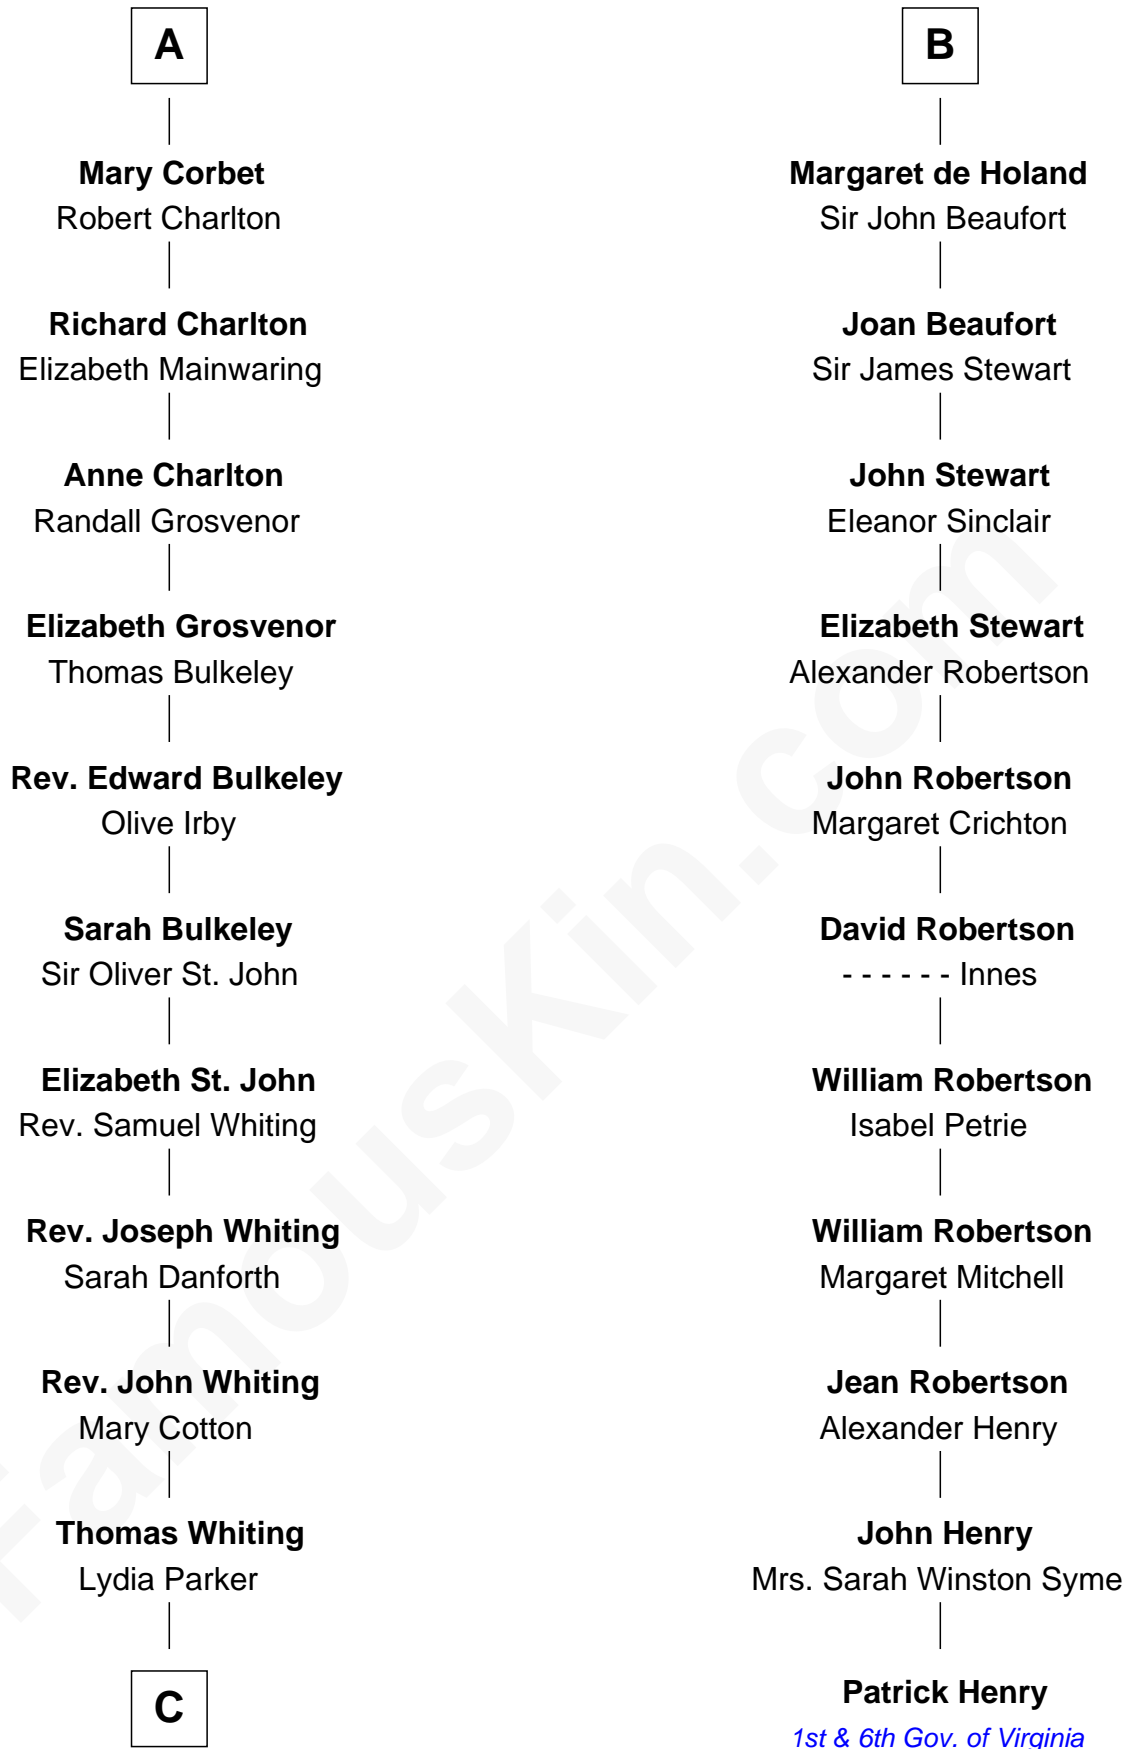 A
Mary Corbet
Robert Charlton
Richard Charlton
Elizabeth Mainwaring
Anne Charlton
Randall Grosvenor
Elizabeth Grosvenor
Thomas Bulkeley
Rev. Edward Bulkeley
Olive Irby
Sarah Bulkeley
Sir Oliver St. John
Elizabeth St. John
Rev. Samuel Whiting
Rev. Joseph Whiting
Sarah Danforth
Rev. John Whiting
Mary Cotton
Thomas Whiting
Lydia Parker
C
B
Margaret de Holand
Sir John Beaufort
Joan Beaufort
Sir James Stewart
John Stewart
Eleanor Sinclair
Elizabeth Stewart
Alexander Robertson
John Robertson
Margaret Crichton
David Robertson
- - - - - - Innes
William Robertson
Isabel Petrie
William Robertson
Margaret Mitchell
Jean Robertson
Alexander Henry
John Henry
Mrs. Sarah Winston Syme
Patrick Henry
1st & 6th Gov. of Virginia
FamousKin.com